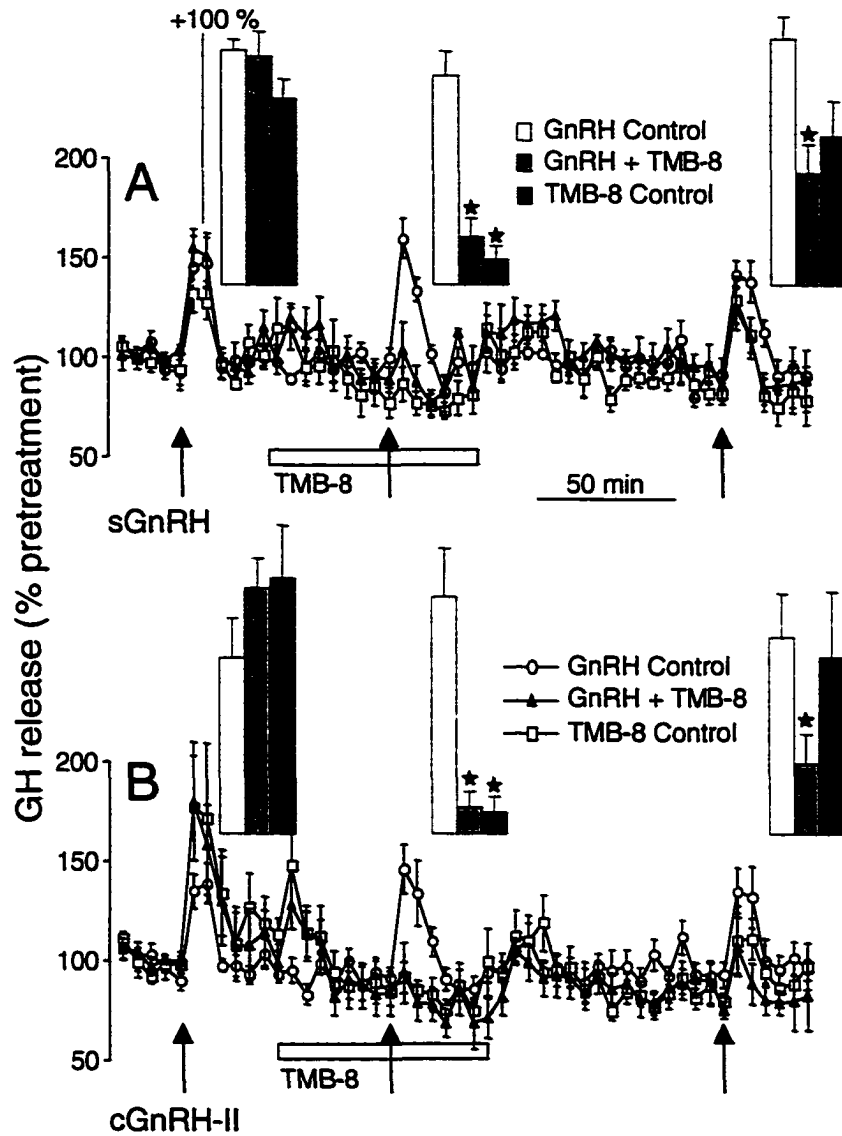 +100 %
GnRH Control
GnRH + TMB-8
TMB-8 Control
A
200
150
100
50
TMB-8
50 min
sGnRH
GH release (% pretreatment)
GnRH Control
GnRH + TMB-8
TMB-8 Control
B
200
150
100
50
TMB-8
cGnRH-II